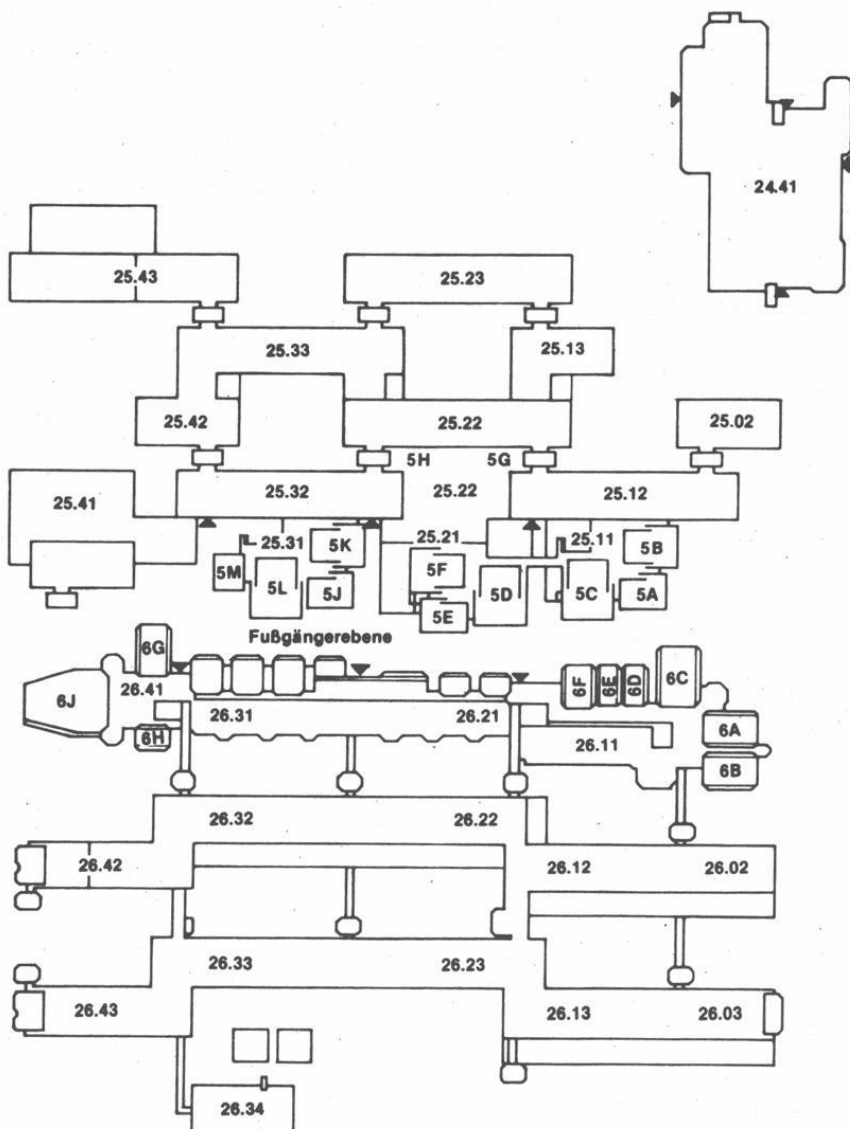 24.41
25.43
25.23
25.33
25.13
25.42
25.22
25.02
5H
5G
25.41
25.32
25.22
25.12
25.31
5K
25.21
25.11
5B
5M
5L
5J
5F
5E
5D
5C
5A
Fußgängerebene
6G
6J
26.41
6H
26.31
26.21
6F
6E
6D
6C
6A
26.11
6B
26.32
26.22
26.42
26.12
26.02
26.33
26.23
26.43
26.13
26.03
26.34